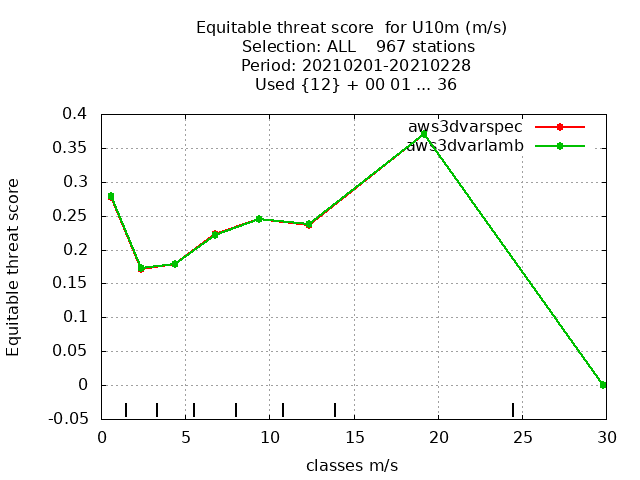 Equitable threat score  for U10m (m/s)
Selection: ALL    967 stations
Period: 20210201-20210228
Used {12} + 00 01 ... 36
aws3dvarspec
aws3dvarlamb
0.4
0.35
0.3
0.25
0.2
0.15
0.1
0.05
0
-0.05
Equitable threat score
0 5 10 15 20 25 30
classes m/s